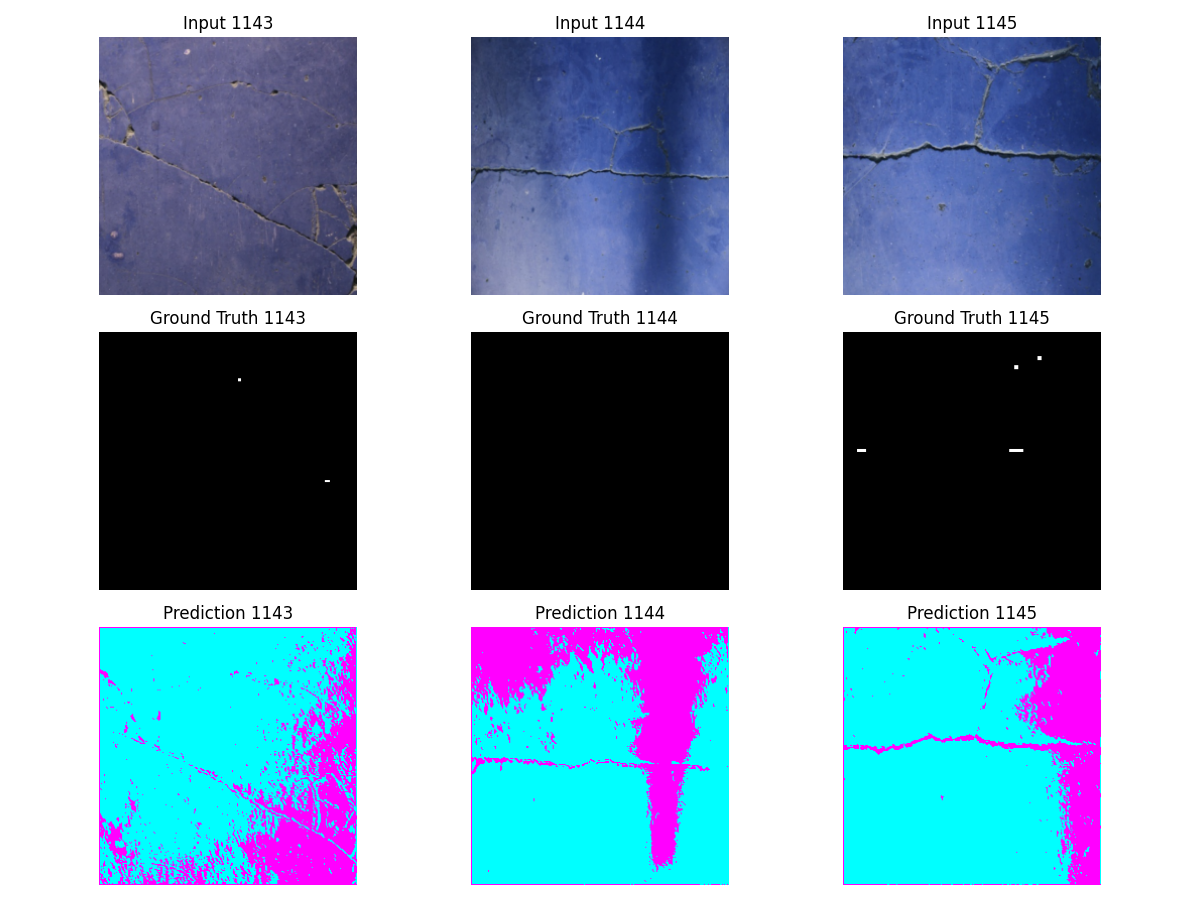 Input 1143
Input 1144
Input 1145
Ground Truth 1143
Ground Truth 1144
Ground Truth 1145
Prediction 1143
Prediction 1144
Prediction 1145